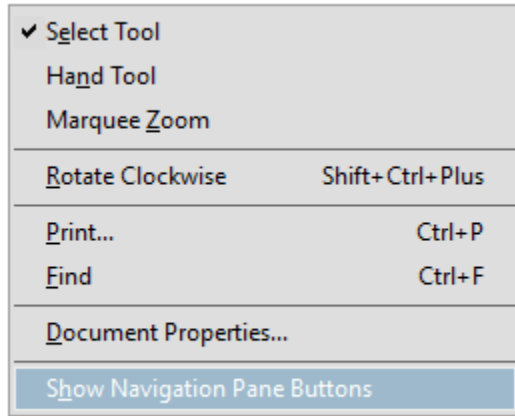 Select Tool
Hand Tool
Marquee Zoom
Rotate Clockwise Shift+Ctrl+Plus
Print... Ctrl+P
Find Ctrl+F
Document Properties...
Show Navigation Pane Buttons